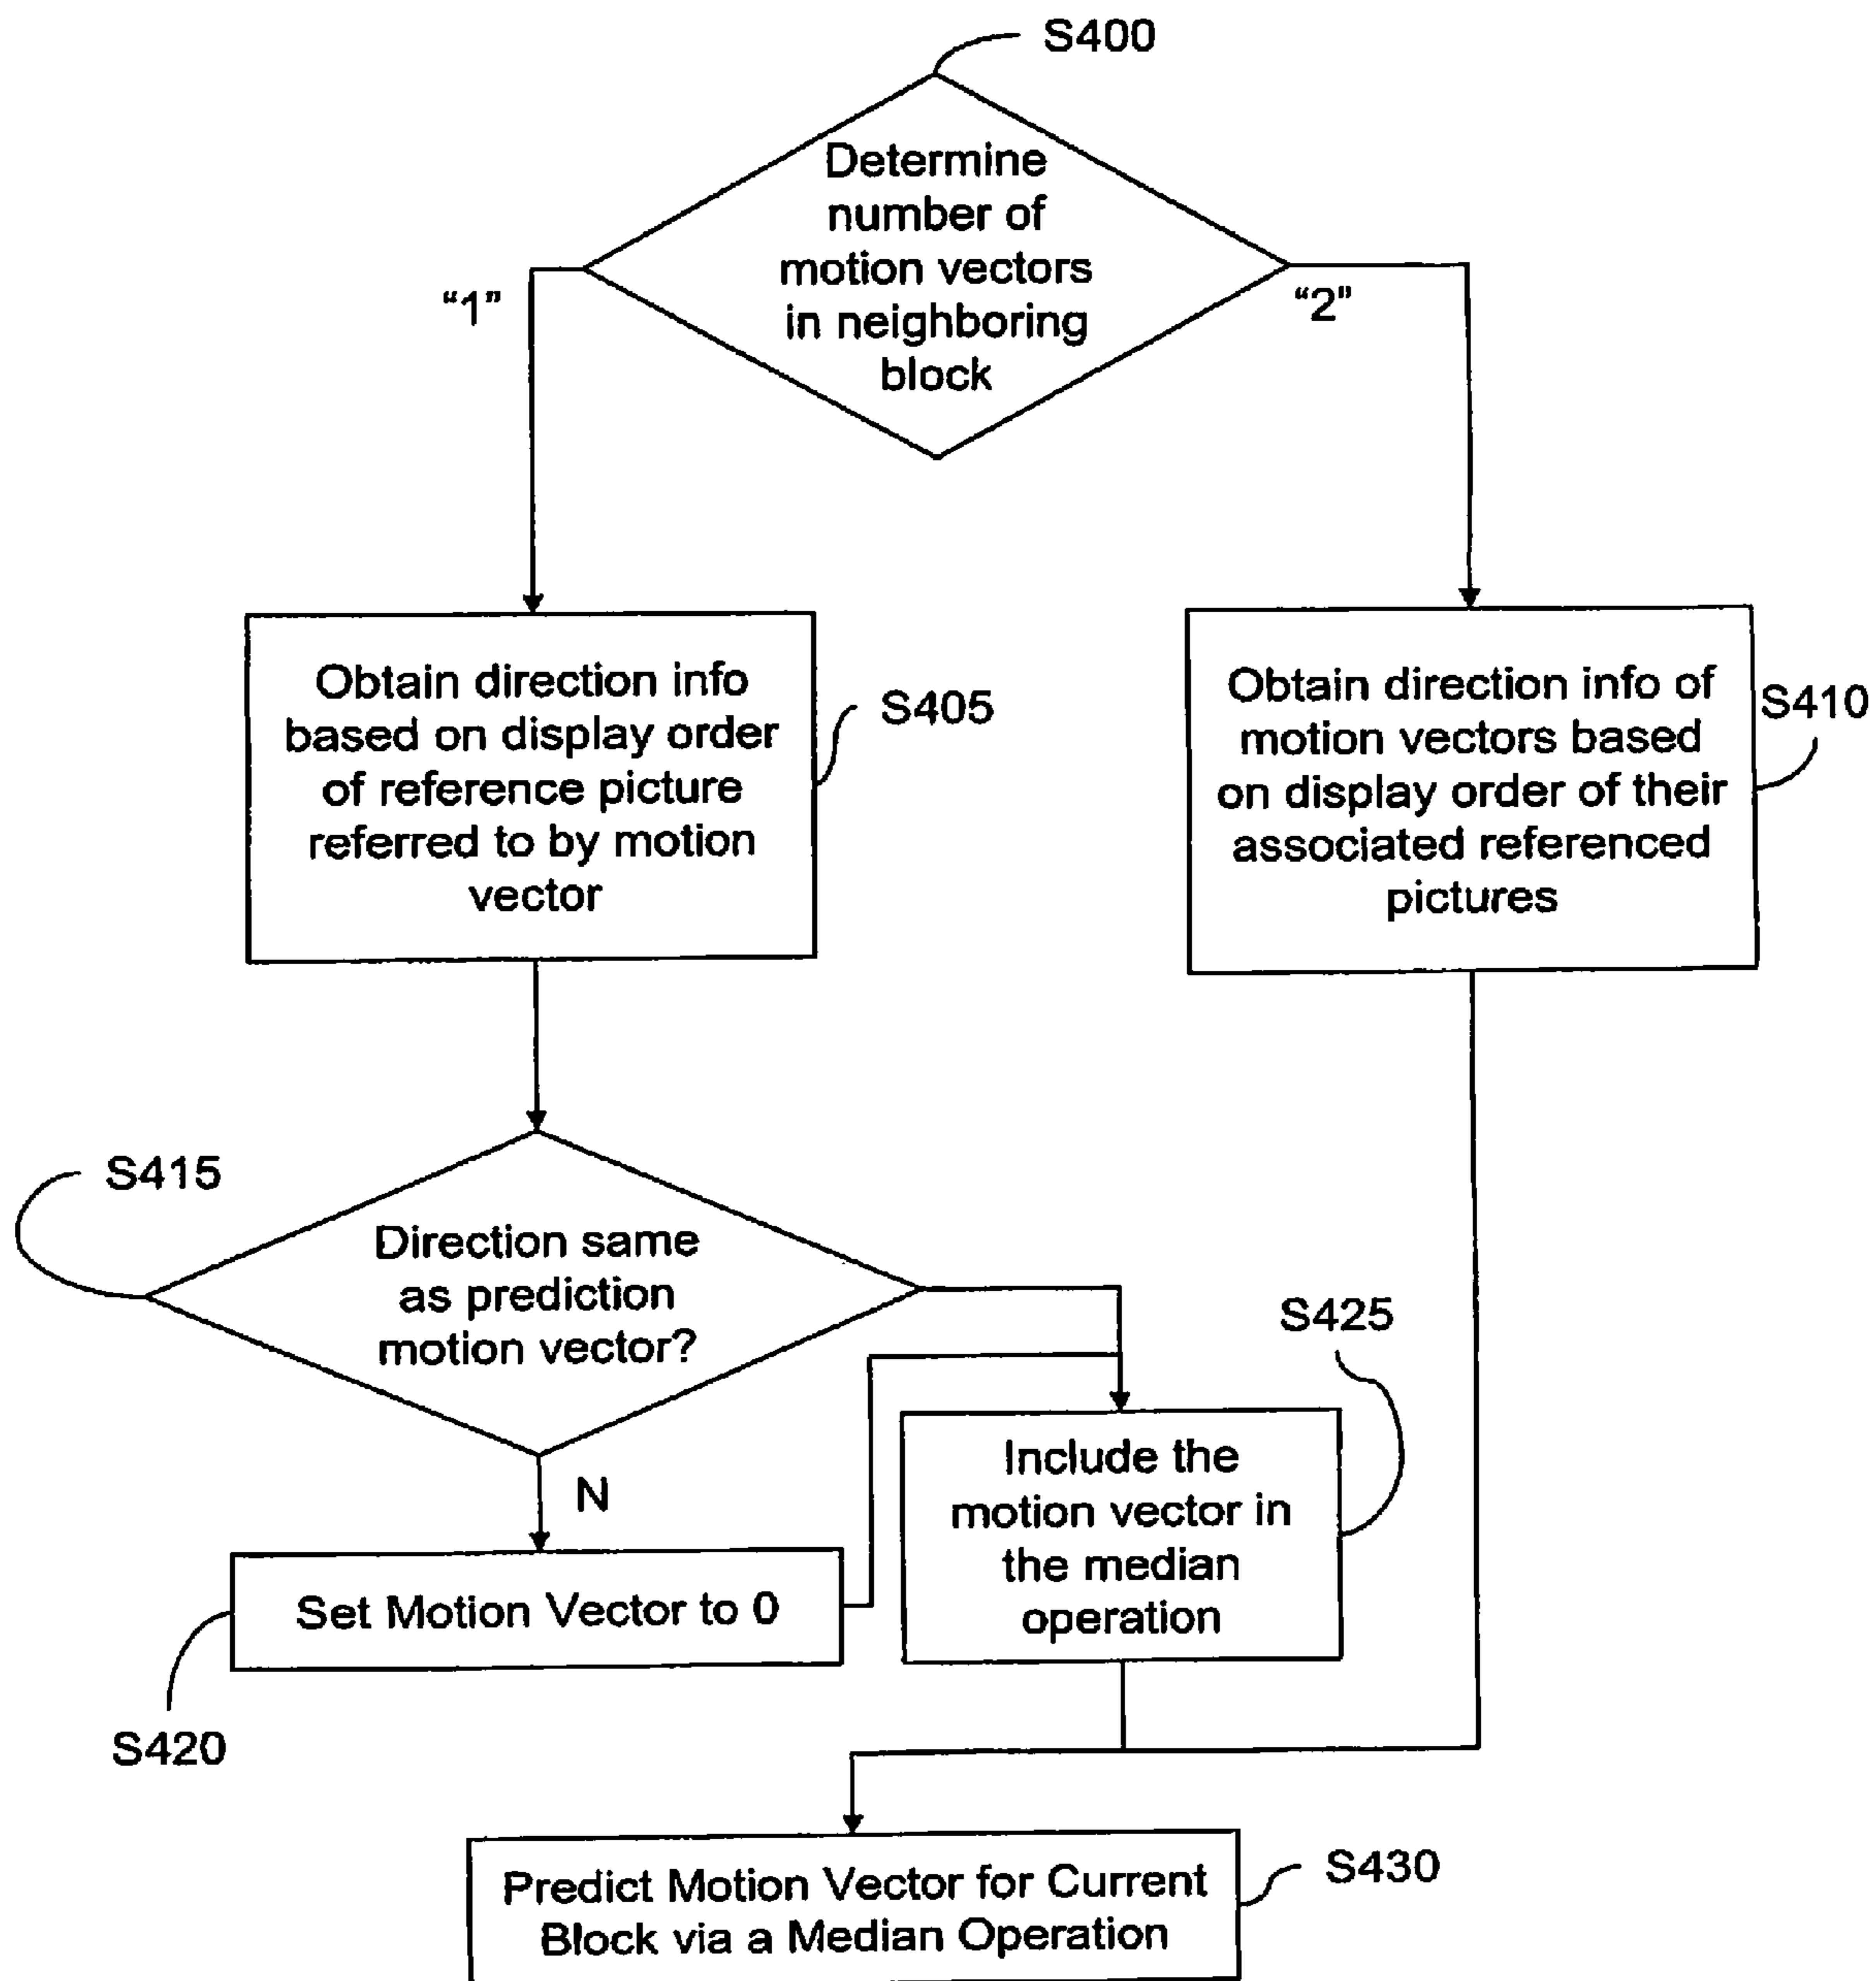 S400
Determine
number of
motion vectors
in neighboring
block
“1”
“2”
Obtain direction info
based on display order
of reference picture
referred to by motion
vector
S405
Obtain direction info of
motion vectors based
on display order of their
associated referenced
pictures
S410
S415
Direction same
as prediction
motion vector?
S425
N
Include the
motion vector in
the median
operation
Set Motion Vector to 0
S420
Predict Motion Vector for Current
Block via a Median Operation
S430